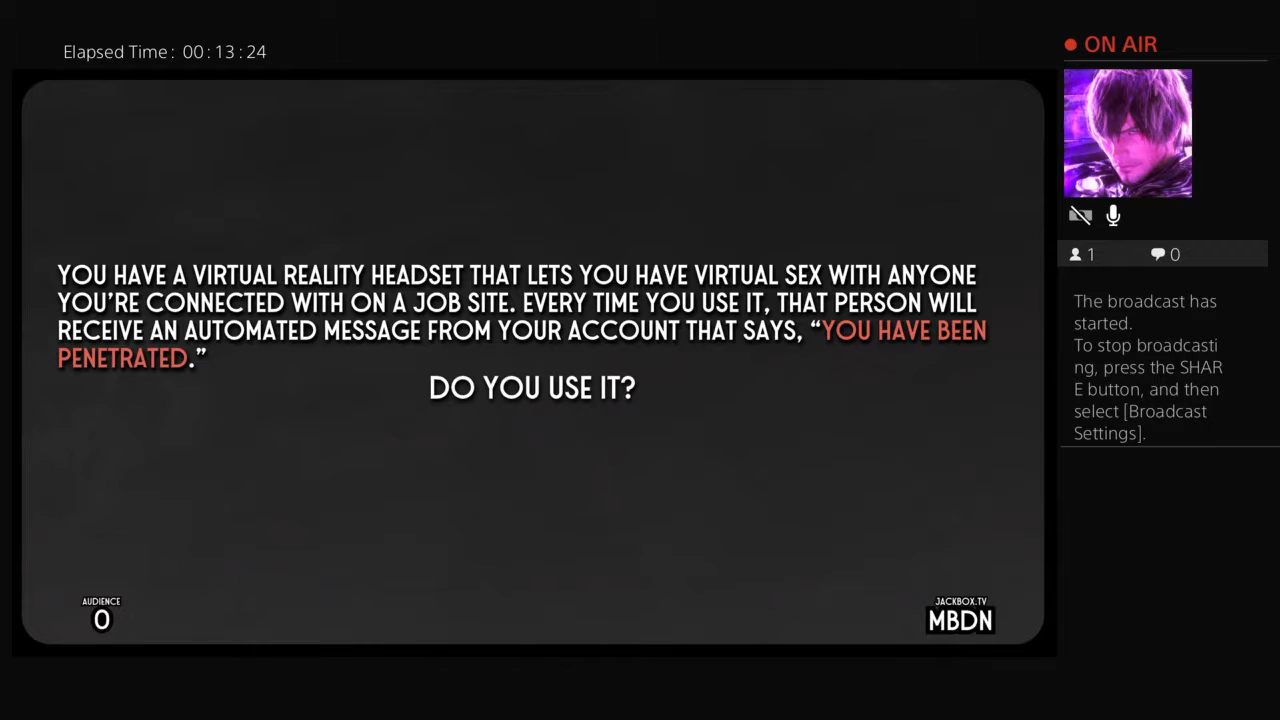 Elapsed Time: 00:13:24
ON AIR
1
0
YOU HAVE A VIRTUAL REALITY HEADSET THAT LETS YOU HAVE VIRTUAL SEX WITH ANYONE
YOU'RE CONNECTED WITH ON A JOB SITE. EVERY TIME YOU USE IT, THAT PERSON WILL
RECEIVE AN AUTOMATED MESSAGE FROM YOUR ACCOUNT THAT SAYS, “YOU HAVE BEEN
PENETRATED.”
DO YOU USE IT?
The broadcast has
started.
To stop broadcasti
ng, press the SHAR
E button, and then
select [Broadcast
Settings].
AUDIENCE
0
JACKBOX.TV
MBDN